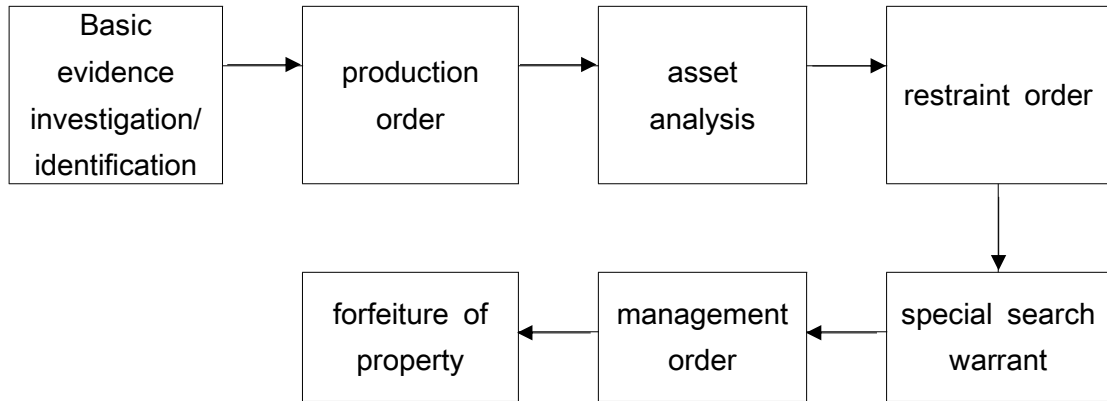 Basic
evidence
investigation/
identification
production
order
asset
analysis
restraint order
special search
warrant
management
order
forfeiture of
property